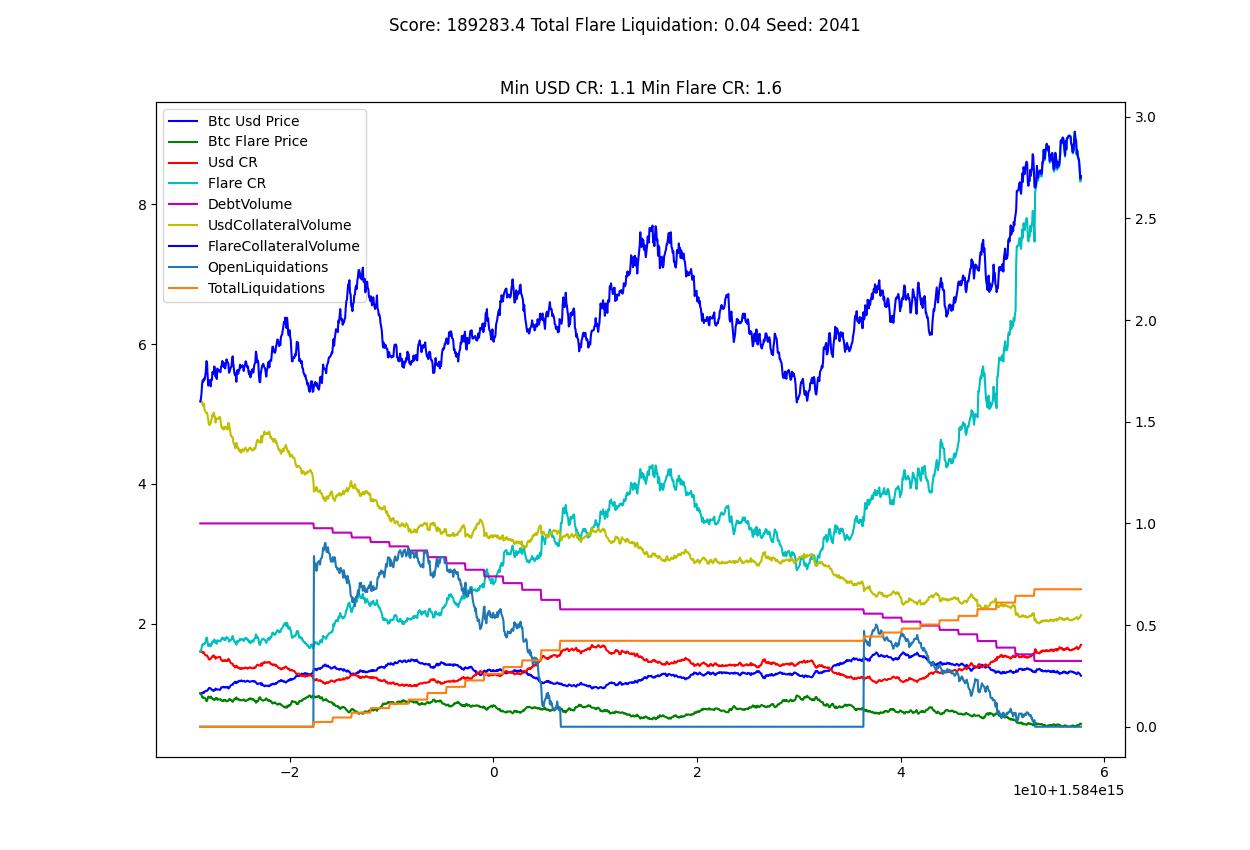 Score: 189283.4 Total Flare Liquidation: 0.04 Seed: 2041
Min USD CR: 1.1 Min Flare CR: 1.6
Btc Usd Price
Btc Flare Price
Usd CR
Flare CR
DebtVolume
UsdCollateralVolume
FlareCollateralVolume
OpenLiquidations
TotalLiquidations
8
6
4
2
3.0
2.5
2.0
1.5
1.0
0.5
0.0
−2 0 2 4 6
1e10+1.584e15